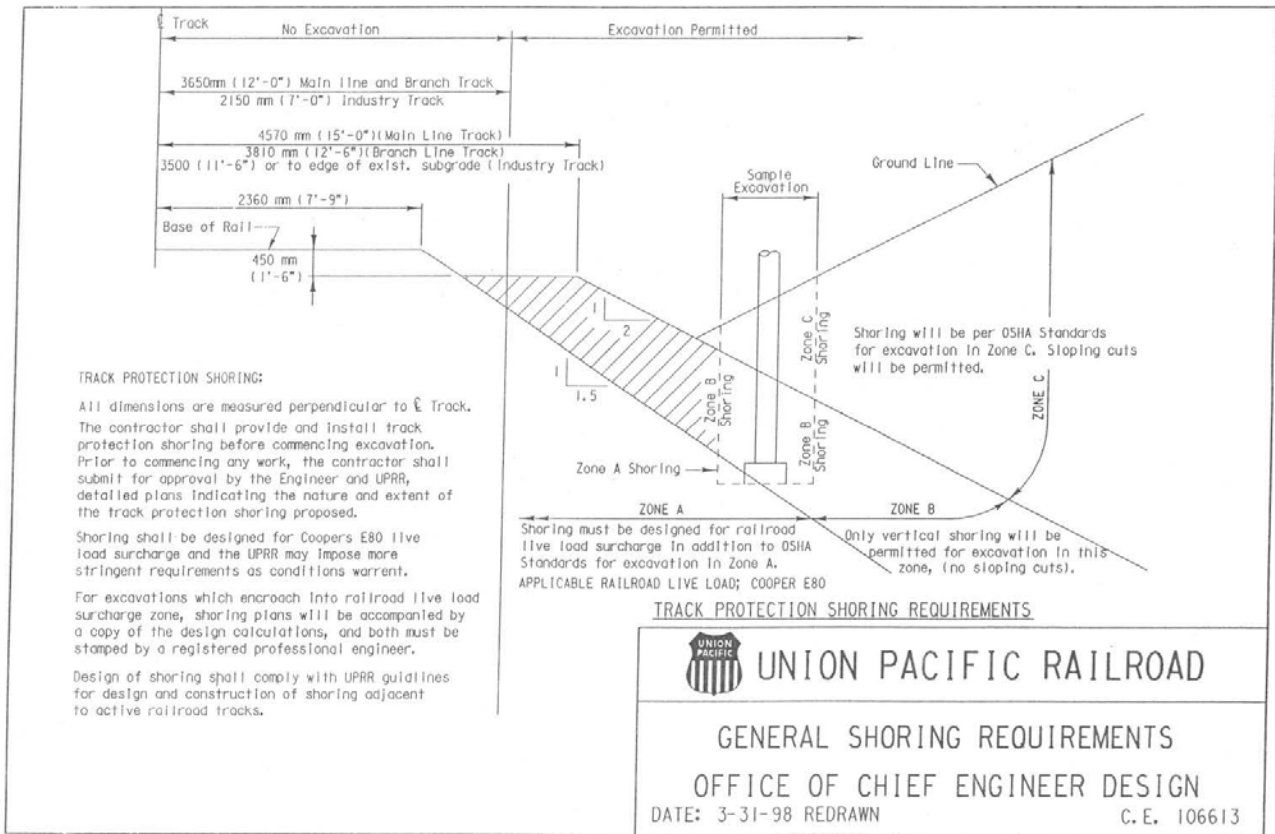 ℄ Track
No Excavation
Excavation Permitted
3650mm (12'-0") Main line and Branch Track
2150 mm (7'-0") Industry Track
4570 mm (15'-0")(Main Line Track)
3810 mm (12'-6")(Branch Line Track)
3500 (11'-6") or to edge of exist. subgrade (Industry Track)
2360 mm (7'-9")
Base of Rail
450 mm
(1'-6")
Sample
Excavation
Ground Line
1
2
1
1.5
Zone B
Shoring
Zone C
Shoring
Zone B
Shoring
Zone A Shoring
Shoring will be per OSHA Standards
for excavation in Zone C. Sloping cuts
will be permitted.
ZONE C
ZONE A
ZONE B
Shoring must be designed for railroad
live load surcharge in addition to OSHA
Standards for excavation in Zone A.
APPLICABLE RAILROAD LIVE LOAD; COOPER E80
Only vertical shoring will be
permitted for excavation in this
zone, (no sloping cuts).
TRACK PROTECTION SHORING:
All dimensions are measured perpendicular to ℄ Track.
The contractor shall provide and install track
protection shoring before commencing excavation.
Prior to commencing any work, the contractor shall
submit for approval by the Engineer and UPRR,
detailed plans indicating the nature and extent of
the track protection shoring proposed.
Shoring shall be designed for Coopers E80 live
load surcharge and the UPRR may impose more
stringent requirements as conditions warrent.
For excavations which encroach into railroad live load
surcharge zone, shoring plans will be accompanied by
a copy of the design calculations, and both must be
stamped by a registered professional engineer.
Design of shoring shall comply with UPRR guidlines
for design and construction of shoring adjacent
to active railroad tracks.
TRACK PROTECTION SHORING REQUIREMENTS
UNION
PACIFIC
UNION PACIFIC RAILROAD
GENERAL SHORING REQUIREMENTS
OFFICE OF CHIEF ENGINEER DESIGN
DATE: 3-31-98 REDRAWN
C.E. 106613